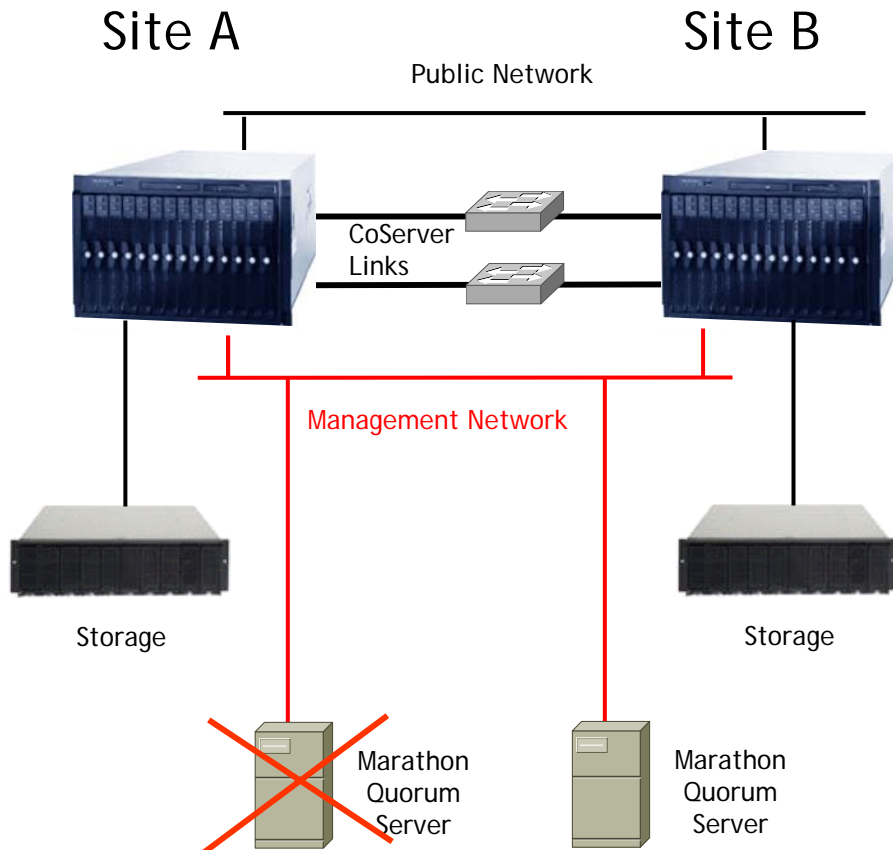 Site A
Site B
Public Network
CoServer
Links
Management Network
Storage
Storage
Marathon
Quorum
Server
Marathon
Quorum
Server